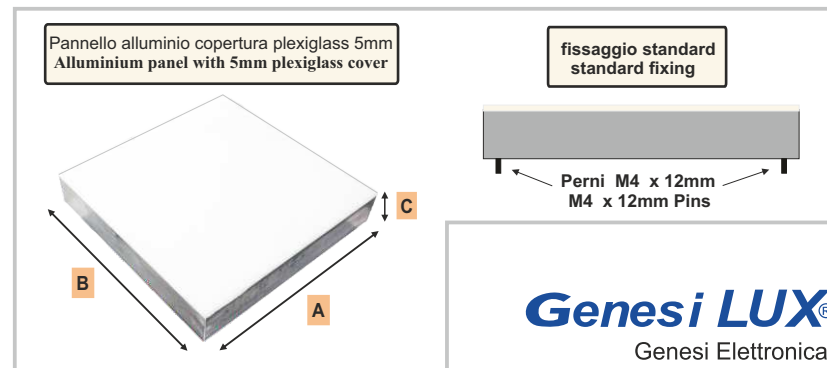 Pannello alluminio copertura plexiglass 5mm
Alluminium panel with 5mm plexiglass cover
fissaggio standard
standard fixing
Perni M4 x 12mm
M4 x 12mm Pins
C
B
A
Genesi LUX®
Genesi Elettronica